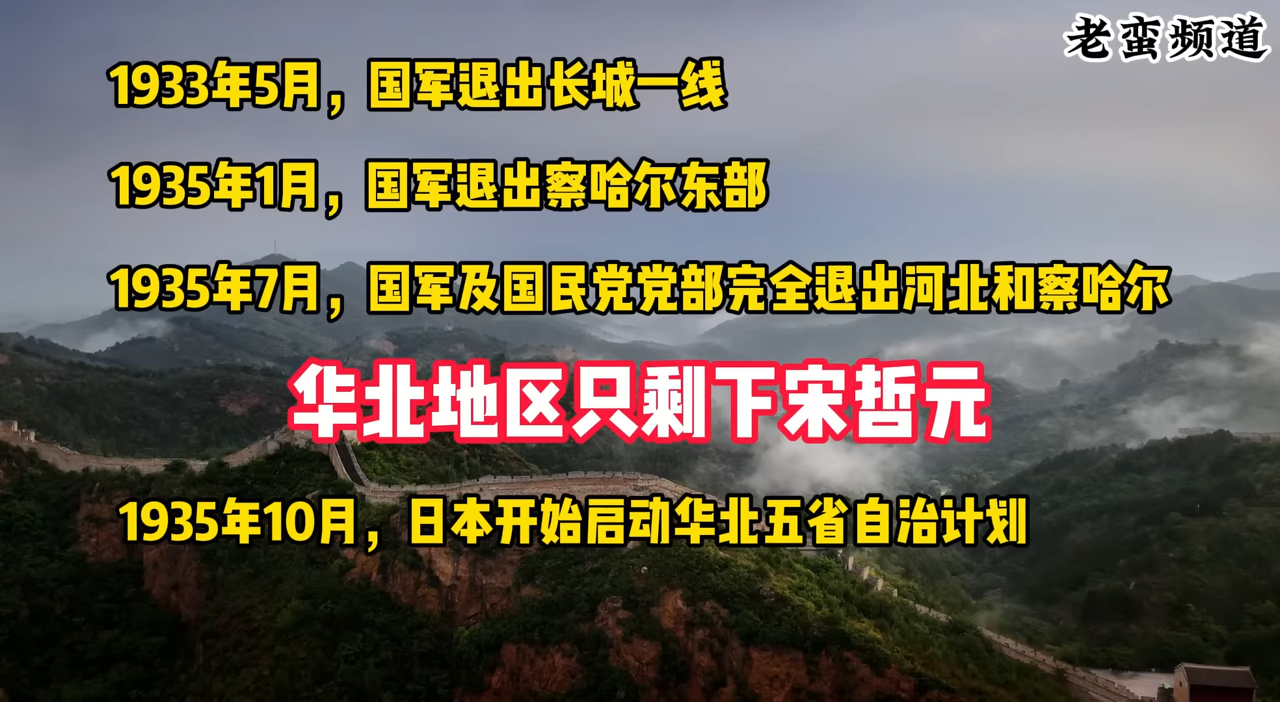 老蛮频道
1933年5月，国军退出长城一线
1935年1月，国军退出察哈尔东部
1935年7月，国军及国民党党部完全退出河北和察哈尔
华北地区只剩下宋哲元
1935年10月，日本开始启动华北五省自治计划